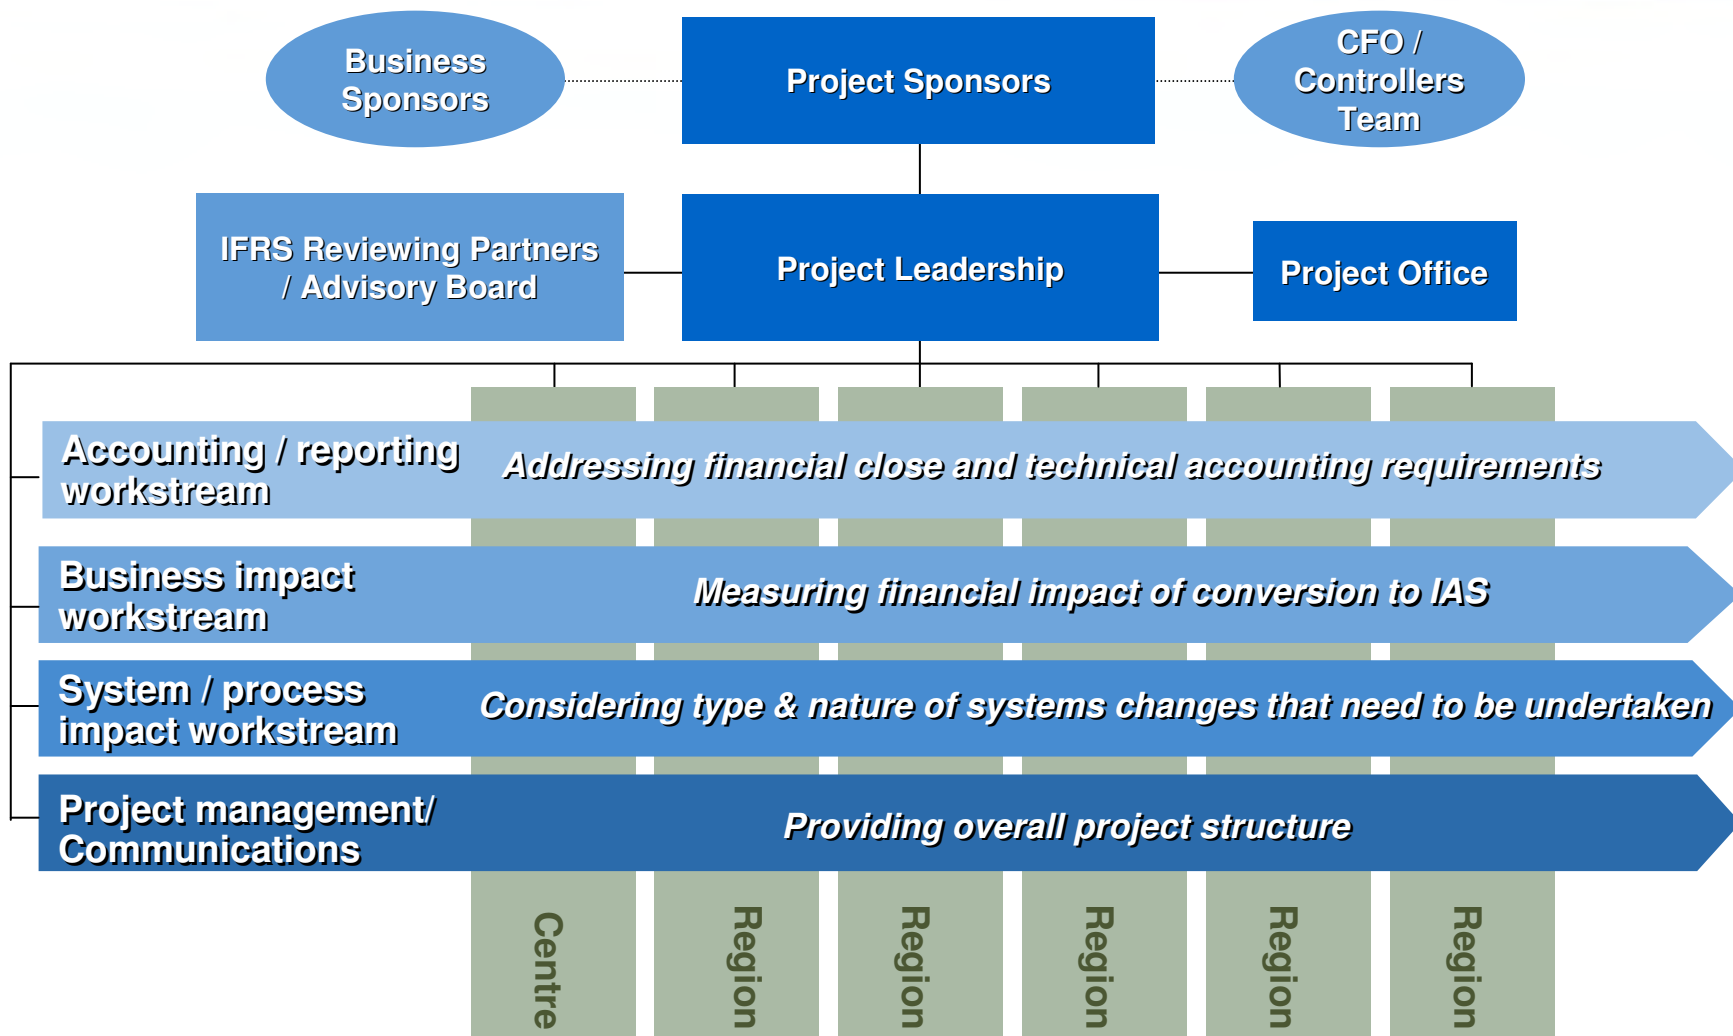 Business
Sponsors
Project Sponsors
CFO /
Controllers
Team
IFRS Reviewing Partners
/ Advisory Board
Project Leadership
Project Office
Accounting / reporting
workstream
Addressing financial close and technical accounting requirements
Business impact
workstream
Measuring financial impact of conversion to IAS
System / process
impact workstream
Considering type & nature of systems changes that need to be undertaken
Project management/
Communications
Providing overall project structure
Centre
Region
Region
Region
Region
Region